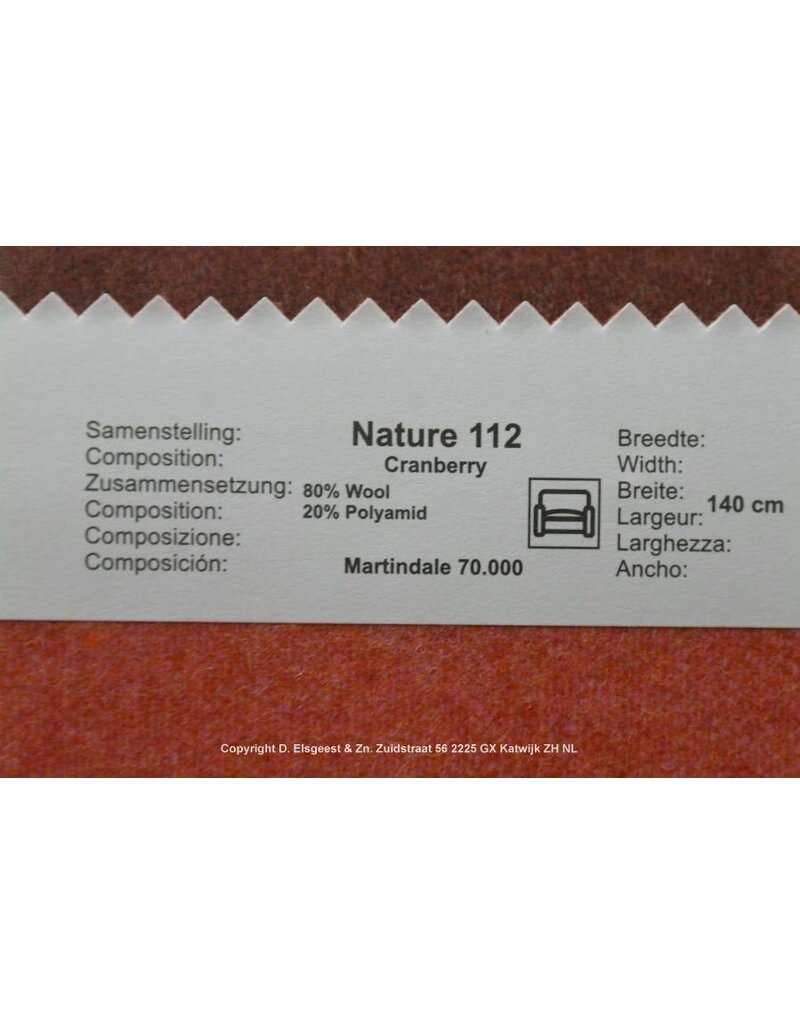 Samenstelling:
Composition:
Zusammensetzung:
Composition:
Composizione:
Composición:
Nature 112
Cranberry
80% Wool
20% Polyamid
Martindale 70.000
Breedte:
Width:
Breite:
Largeur:
Larghezza:
Ancho:
140 cm
Copyright D. Elsgeest & Zn. Zuidstraat 56 2225 GX Katwijk ZH NL